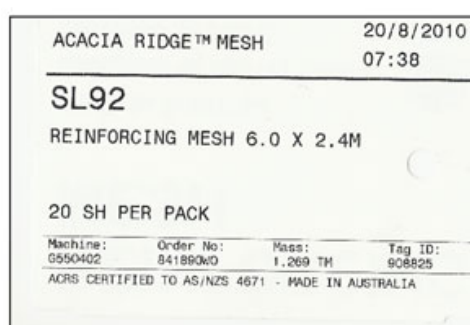 ACACIA RIDGE™ MESH 20/8/2010
07:38
SL92
REINFORCING MESH 6.0 X 2.4M
20 SH PER PACK
Machine: Order No: Mass: Tag ID:
G550402 841890WO 1.269 TM 908825
ACRS CERTIFIED TO AS/NZS 4671 - MADE IN AUSTRALIA